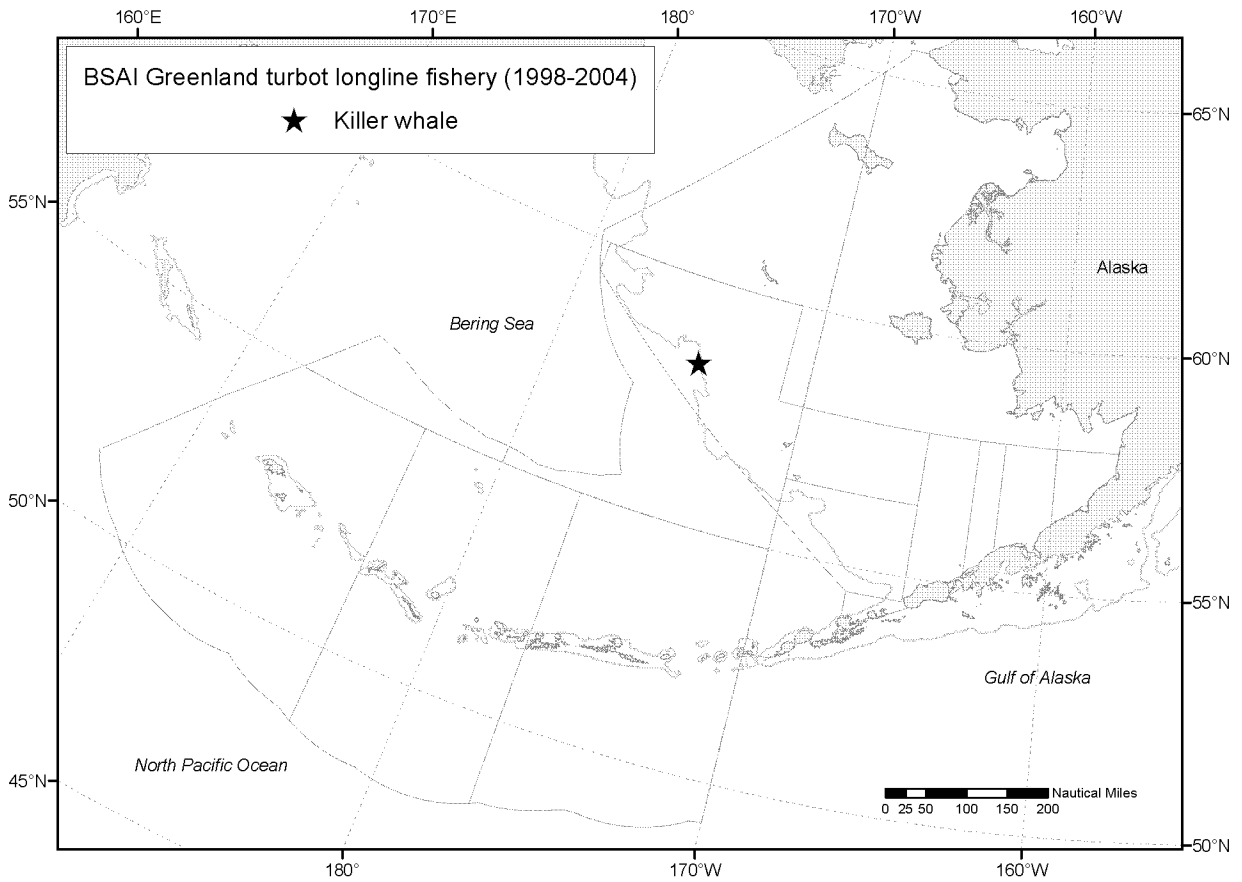 160°E 170°E 180° 170°W 160°W
BSAI Greenland turbot longline fishery (1998-2004)
Killer whale
65°N
55°N
Alaska
Bering Sea
60°N
50°N
55°N
Gulf of Alaska
North Pacific Ocean
45°N
Nautical Miles
0 25 50 100 150 200
50°N
180° 170°W 160°W